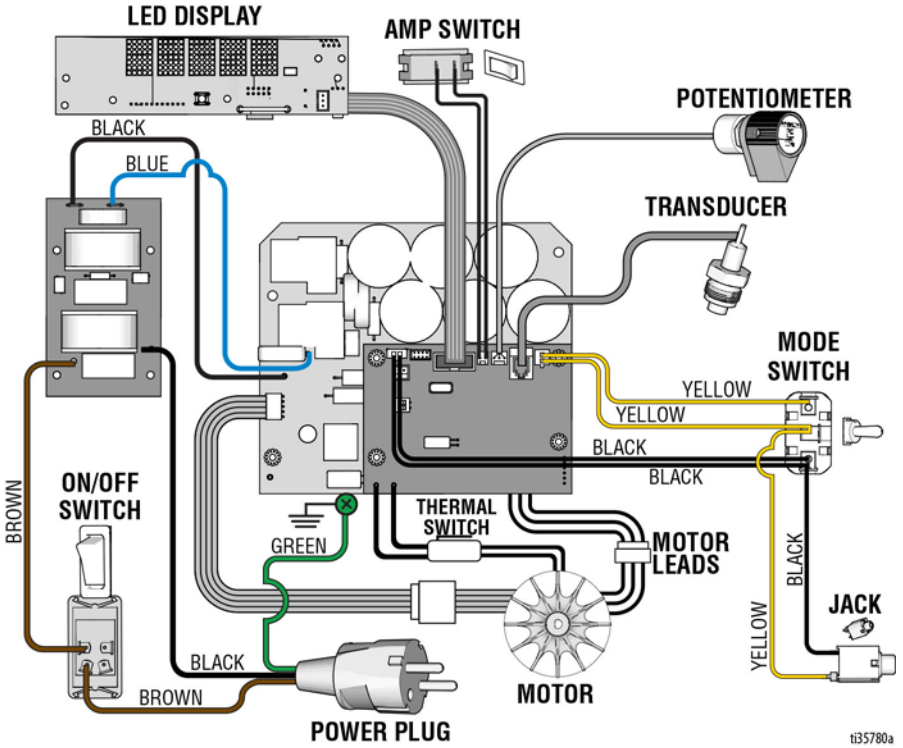 LED DISPLAY
AMP SWITCH
POTENTIOMETER
BLACK
BLUE
TRANSDUCER
MODE
SWITCH
YELLOW
YELLOW
BLACK
BLACK
ON/OFF
SWITCH
BROWN
THERMAL
SWITCH
GREEN
MOTOR
LEADS
BLACK
YELLOW
JACK
BLACK
BROWN
MOTOR
POWER PLUG
ti35780a